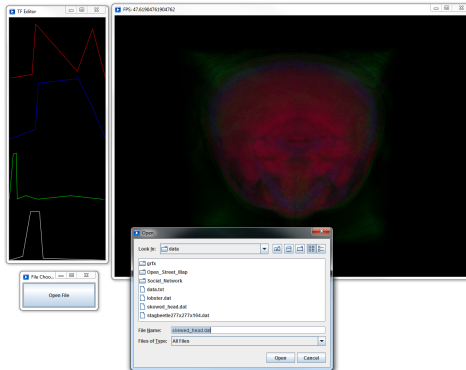 TF Editor
FPS: 47.61904761904762
Open
Look in: data
grfx
Open_Street_Map
Social_Network
data.txt
lobster.dat
skewed_head.dat
stagbeetle277x277x164.dat
File Name: skewed_head.dat
Files of Type: All Files
Open Cancel
File Choo...
Open File